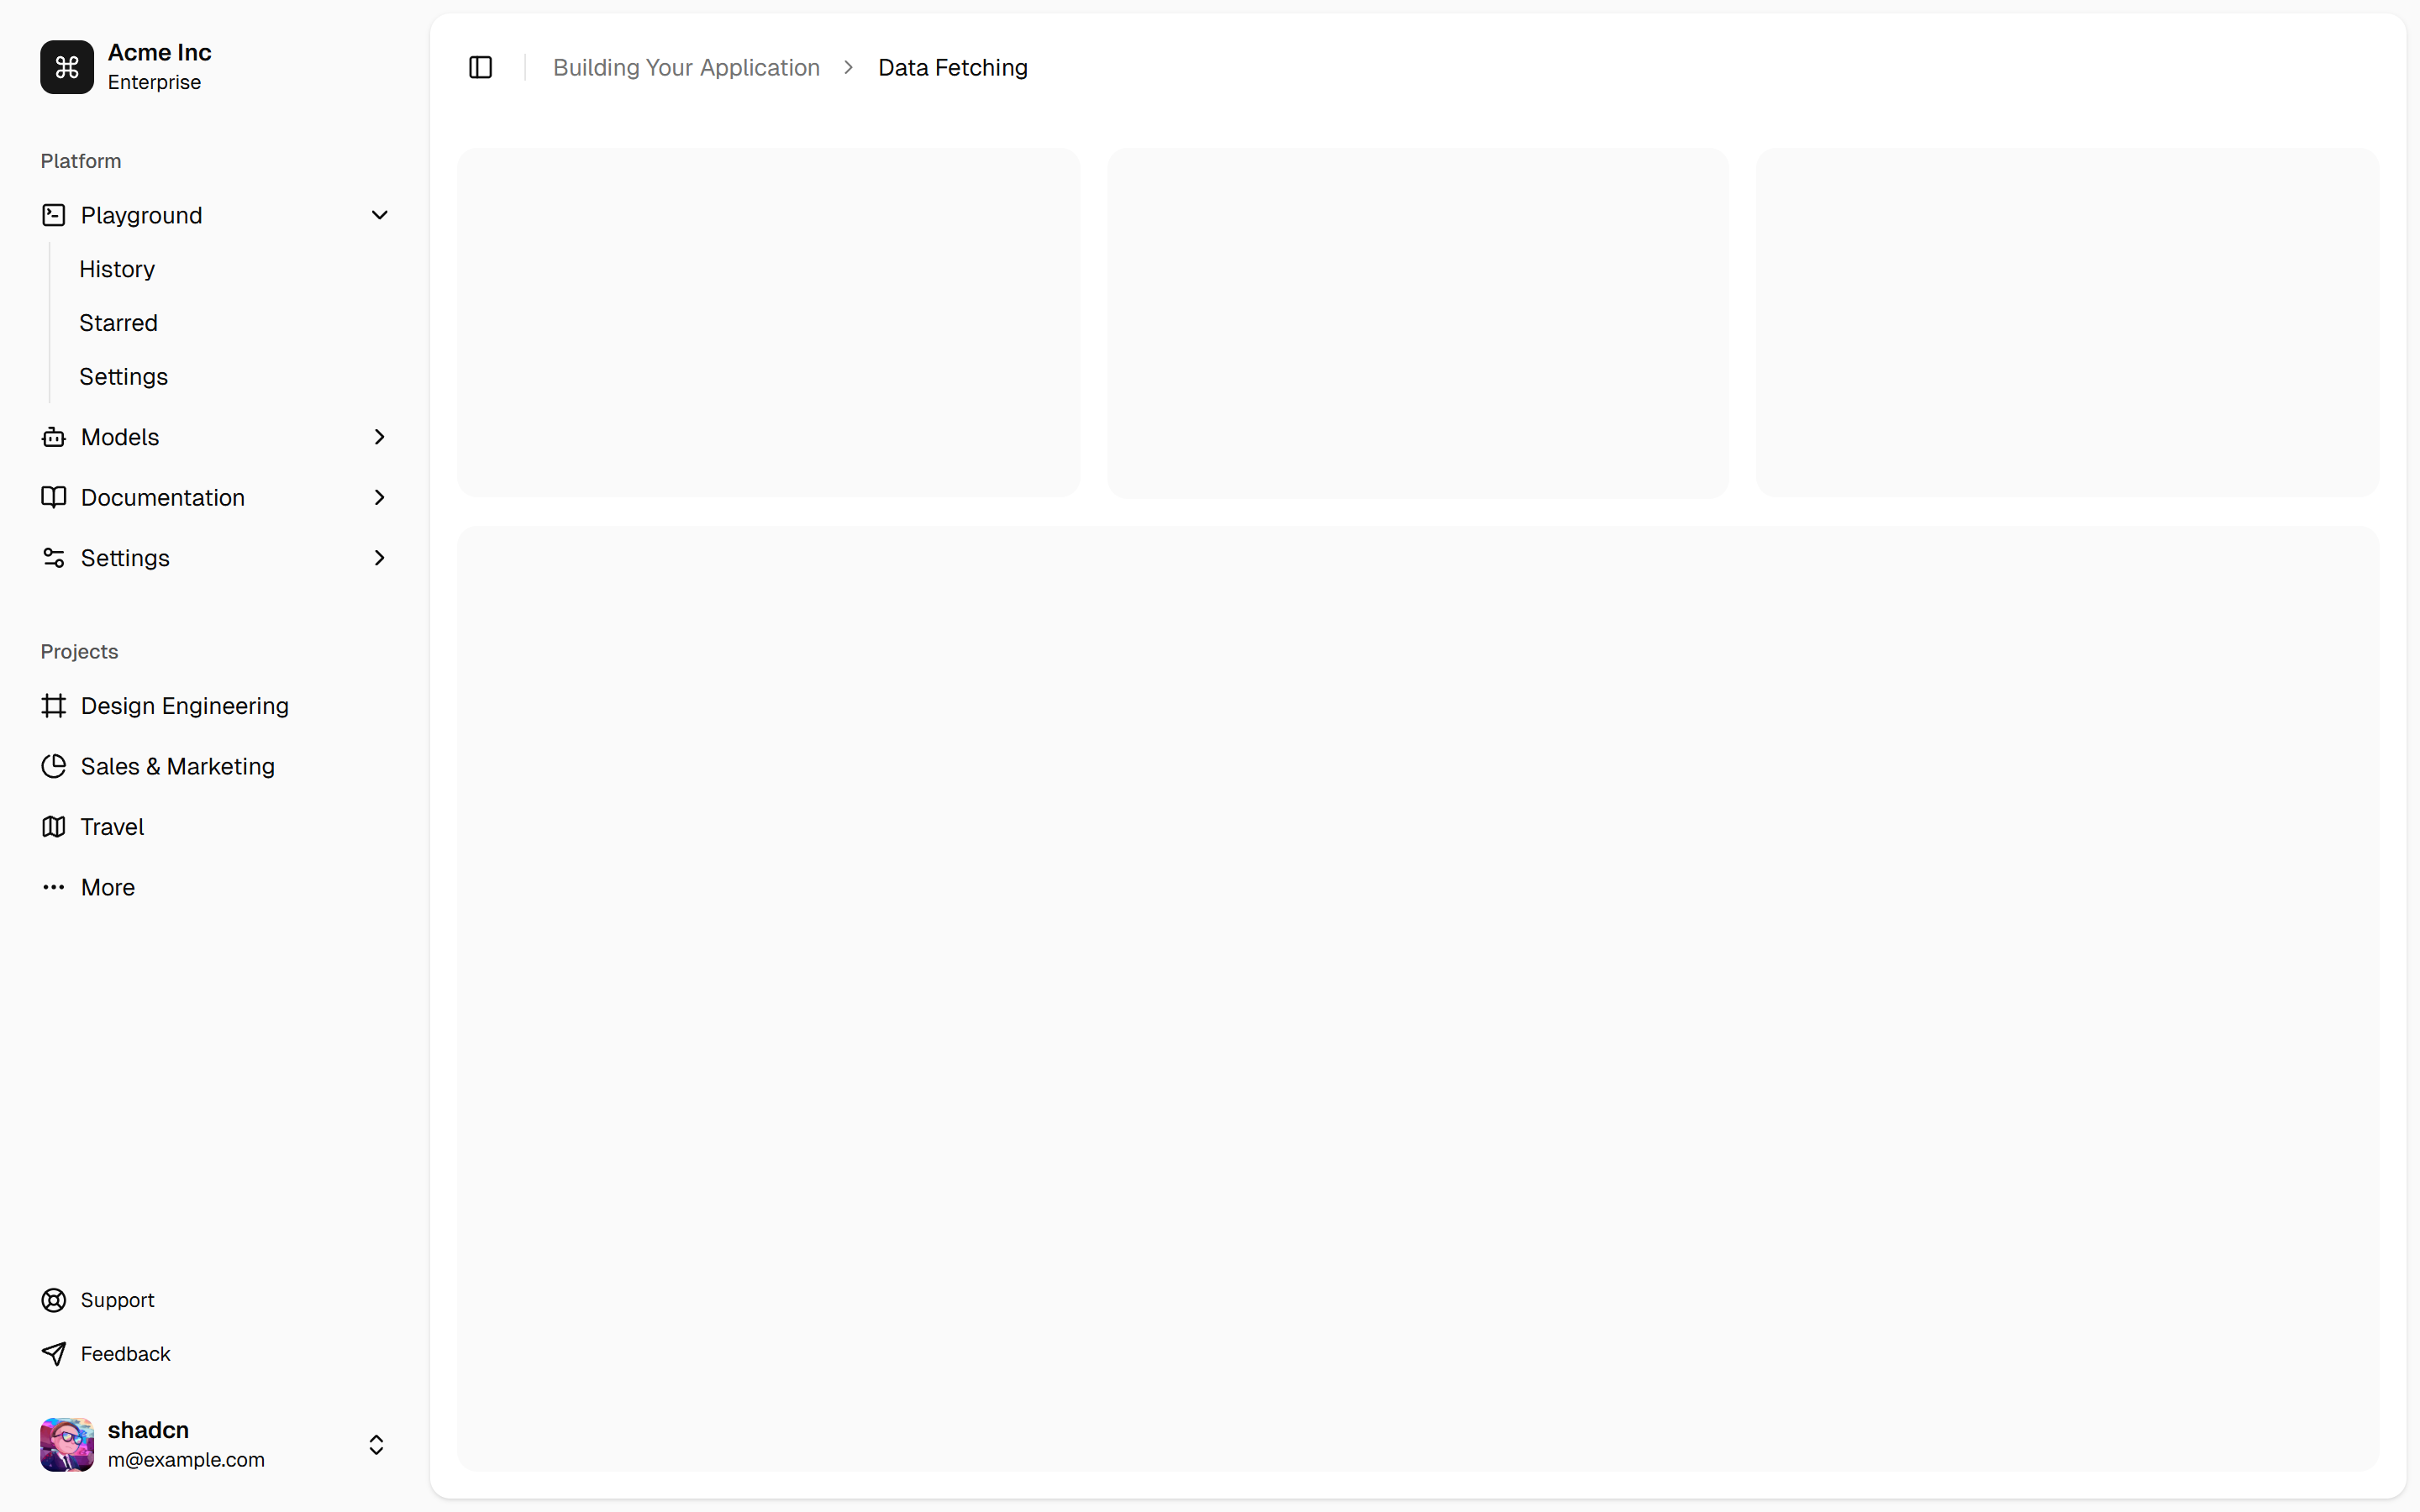 Acme Inc
Enterprise
Platform
Playground
History
Starred
Settings
Models
Documentation
Settings
Projects
Design Engineering
Sales & Marketing
Travel
More
Support
Feedback
shadcn
m@example.com
Building Your Application
Data Fetching